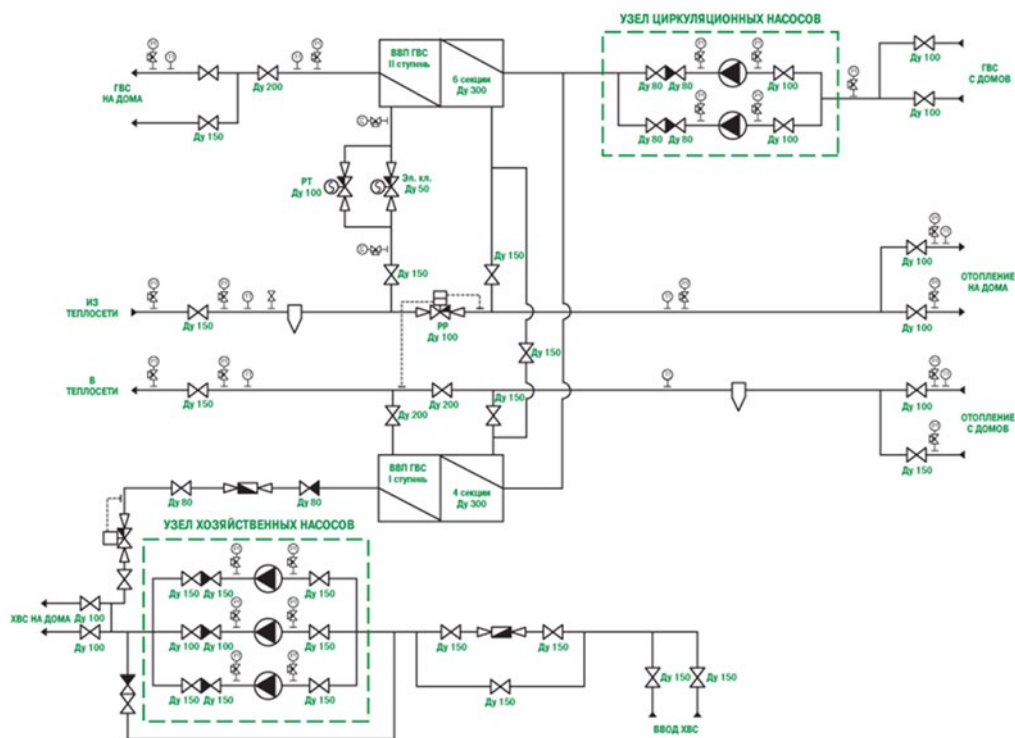 УЗЕЛ ЦИРКУЛЯЦИОННЫХ НАСОСОВ
ВВП ГВС
II ступень
6 секции
Ду 300
Ду 100
ГВС
НА ДОМА
Ду 200
Ду 80
Ду 80
Ду 100
ГВС
С ДОМОВ
Ду 150
Ду 80
Ду 80
Ду 100
Ду 100
РТ
Ду 100
Эл. кл.
Ду 50
Ду 150
Ду 150
Ду 100
ОТОПЛЕНИЕ
НА ДОМА
ИЗ
ТЕПЛОСЕТИ
Ду 150
РР
Ду 100
Ду 100
Ду 150
В
ТЕПЛОСЕТИ
Ду 150
Ду 200
Ду 200
Ду 150
Ду 100
ОТОПЛЕНИЕ
С ДОМОВ
Ду 150
ВВП ГВС
I ступень
4 секции
Ду 300
Ду 80
Ду 80
УЗЕЛ ХОЗЯЙСТВЕННЫХ НАСОСОВ
Ду 150
Ду 150
Ду 150
ХВС НА ДОМА
Ду 100
Ду 100
Ду 100
Ду 100
Ду 150
Ду 150
Ду 150
Ду 150
Ду 150
Ду 150
Ду 150
Ду 150
Ду 150
ВВОД ХВС